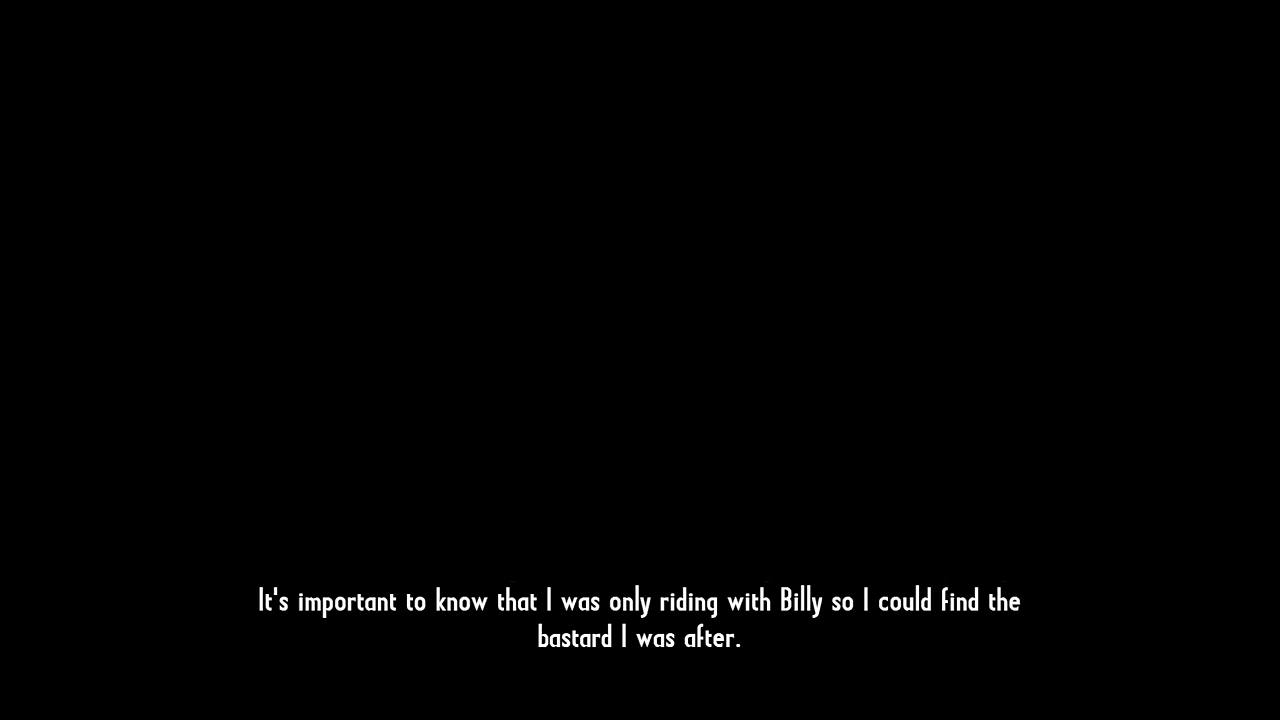 It's important to know that I was only riding with Billy so I could find the
bastard I was after.